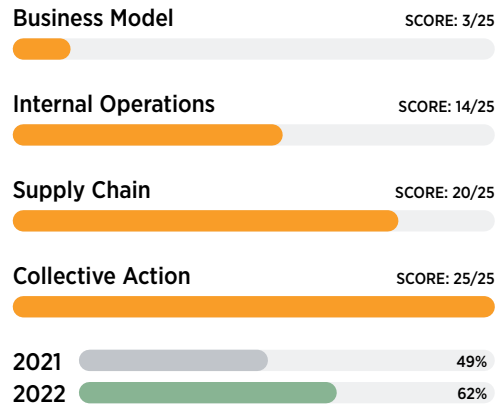 Business Model SCORE: 3/25
Internal Operations SCORE: 14/25
Supply Chain SCORE: 20/25
Collective Action SCORE: 25/25
2021 49%
2022 62%